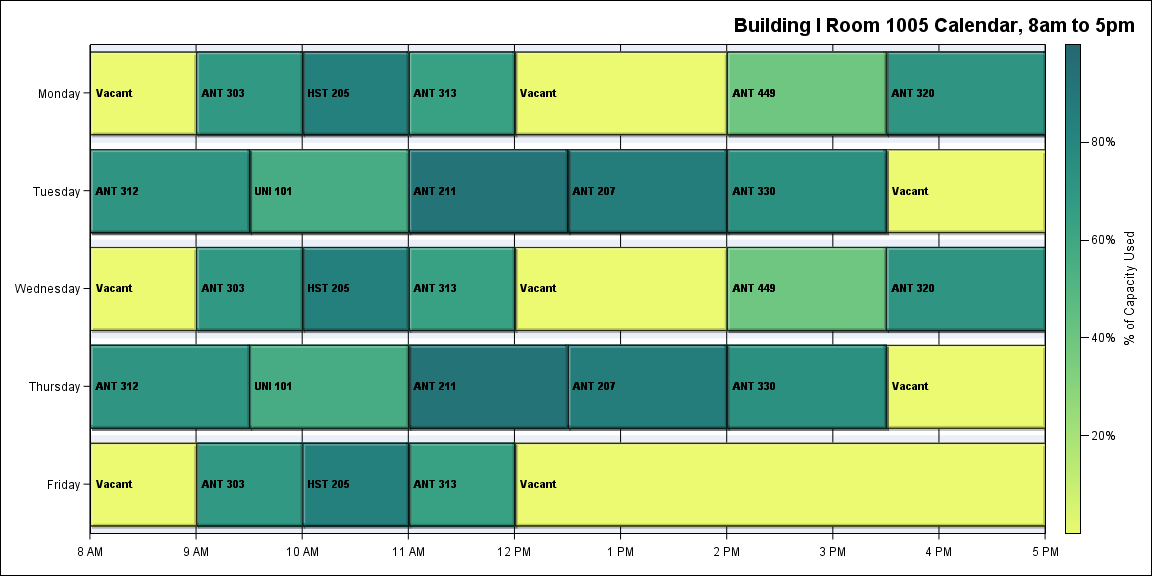 Building I Room 1005 Calendar, 8am to 5pm
Monday
Vacant
ANT 303
HST 205
ANT 313
Vacant
ANT 449
ANT 320
Tuesday
ANT 312
UNI 101
ANT 211
ANT 207
ANT 330
Vacant
Wednesday
Vacant
ANT 303
HST 205
ANT 313
Vacant
ANT 449
ANT 320
Thursday
ANT 312
UNI 101
ANT 211
ANT 207
ANT 330
Vacant
Friday
Vacant
ANT 303
HST 205
ANT 313
Vacant
8 AM
9 AM
10 AM
11 AM
12 PM
1 PM
2 PM
3 PM
4 PM
5 PM
80%
60%
40%
20%
% of Capacity Used